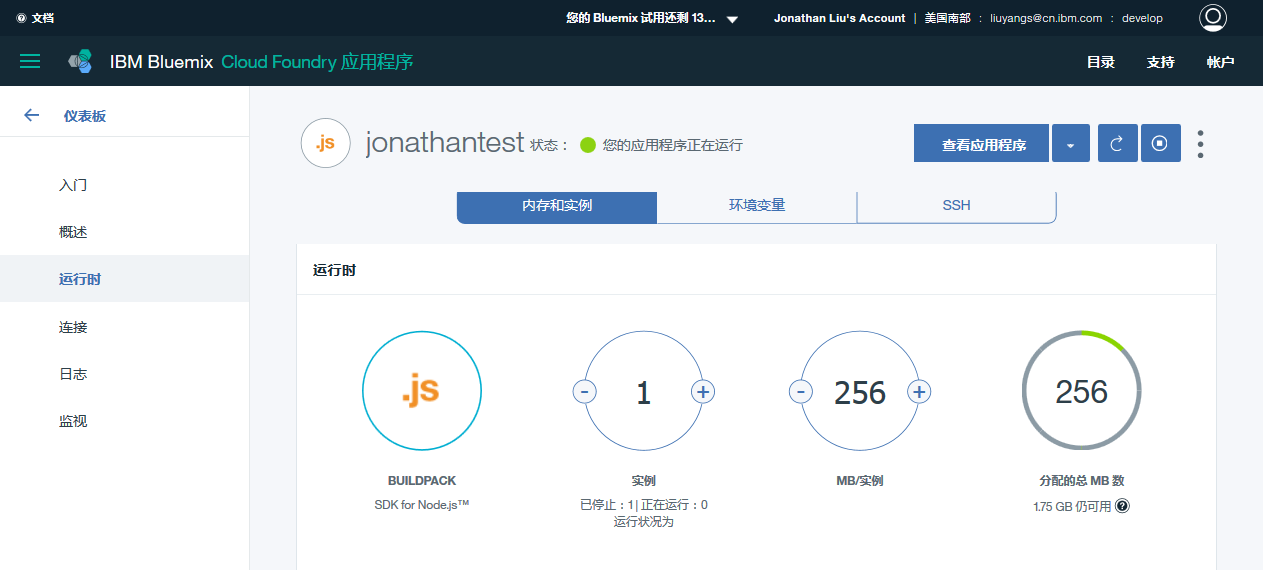 文档
您的 Bluemix 试用还剩 13... Jonathan Liu's Account | 美国南部 : liuyangs@cn.ibm.com : develop
IBM Bluemix Cloud Foundry 应用程序
目录 支持 帐户
仪表板
入门
概述
运行时
连接
日志
监视
.js jonathantest 状态： 您的应用程序正在运行
查看应用程序
内存和实例 环境变量 SSH
运行时
.js
- 1 +
- 256 +
256
BUILDPACK
SDK for Node.js™
实例
已停止：1| 正在运行：0
运行状况为
MB/实例
分配的总 MB 数
1.75 GB 仍可用 ?